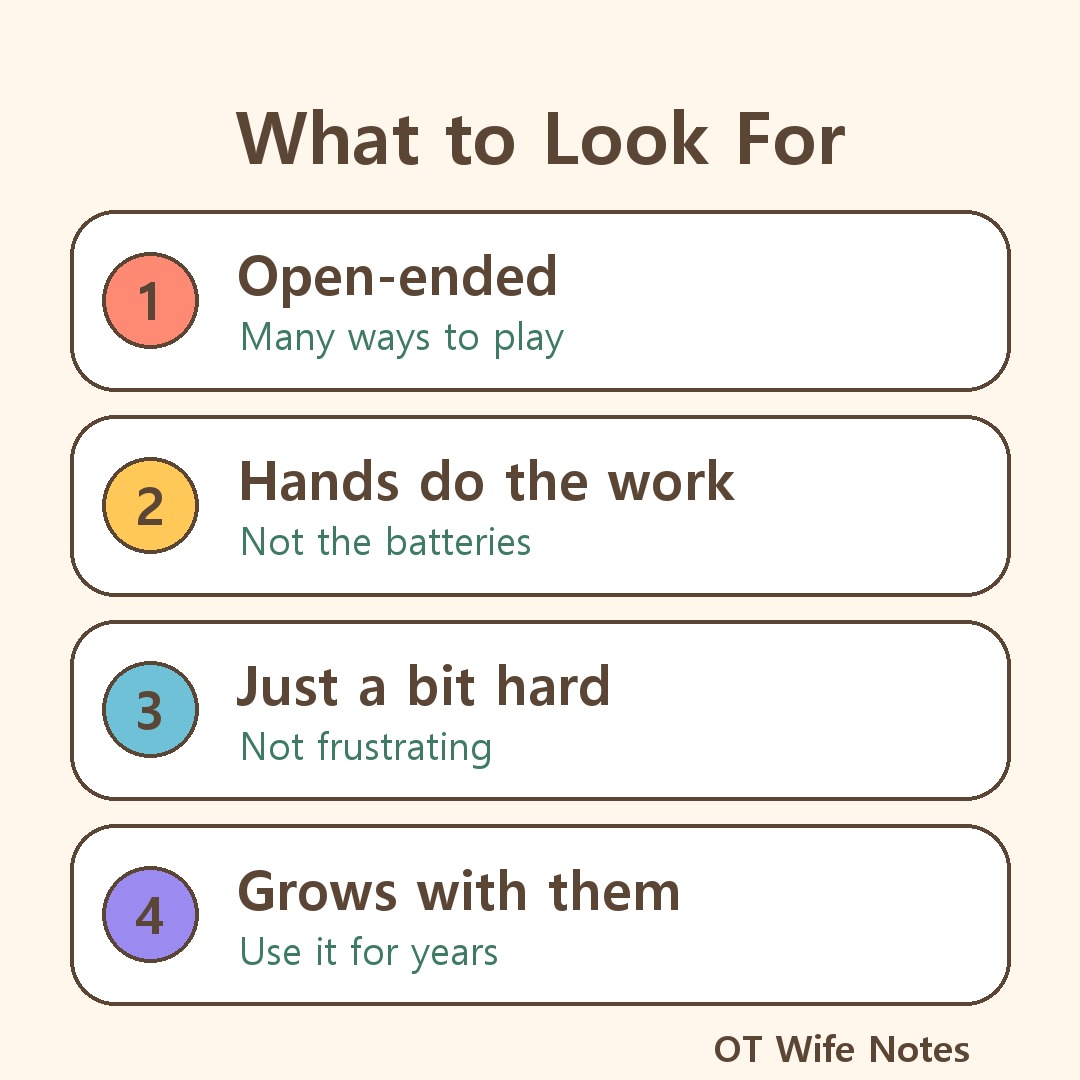 What to Look For
1
Open-ended
Many ways to play
2
Hands do the work
Not the batteries
3
Just a bit hard
Not frustrating
4
Grows with them
Use it for years
OT Wife Notes